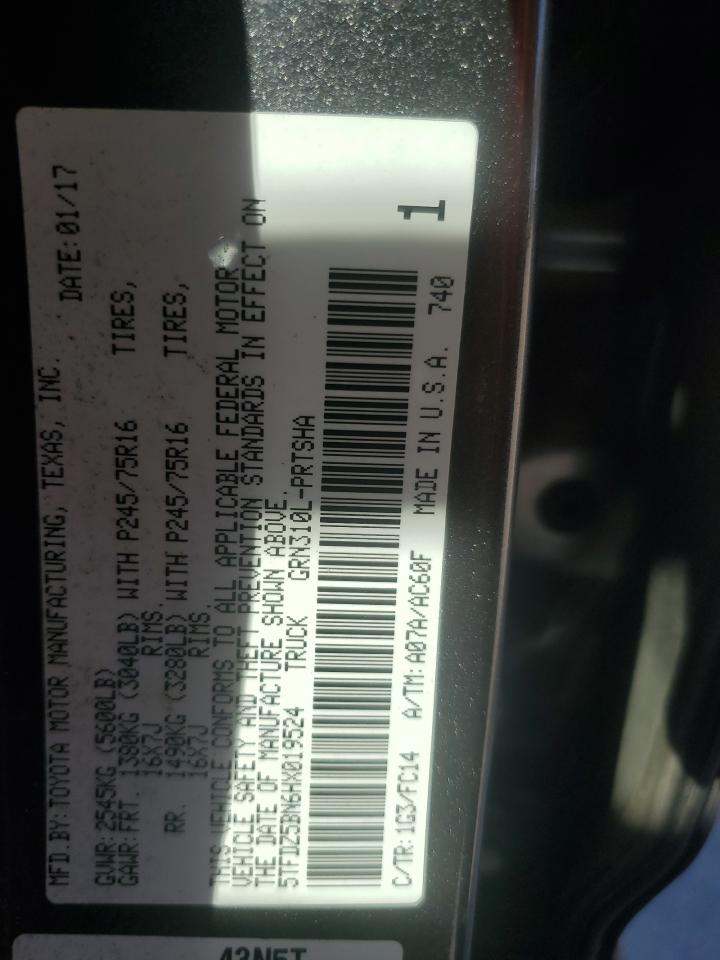 MFD.BY:TOYOTA MOTOR MANUFACTURING, TEXAS, INC. DATE:01/17
GVWR:2545KG (5600LB)
GAWR:FRT. 1380KG (3040LB) WITH P245/75R16 TIRES,
16X7J RIMS.
RR. 1490KG (3280LB) WITH P245/75R16 TIRES,
16X7J RIMS.
THIS VEHICLE CONFORMS TO ALL APPLICABLE FEDERAL MOTOR
VEHICLE SAFETY AND THEFT PREVENTION STANDARDS IN EFFECT ON
THE DATE OF MANUFACTURE SHOWN ABOVE.
5TFDZ5BN6HX019524 TRUCK GRN310L-PRTSHA
1
C/TR:1G3/FC14 A/TM:A07A/AC60F MADE IN U.S.A. 740
43N5T